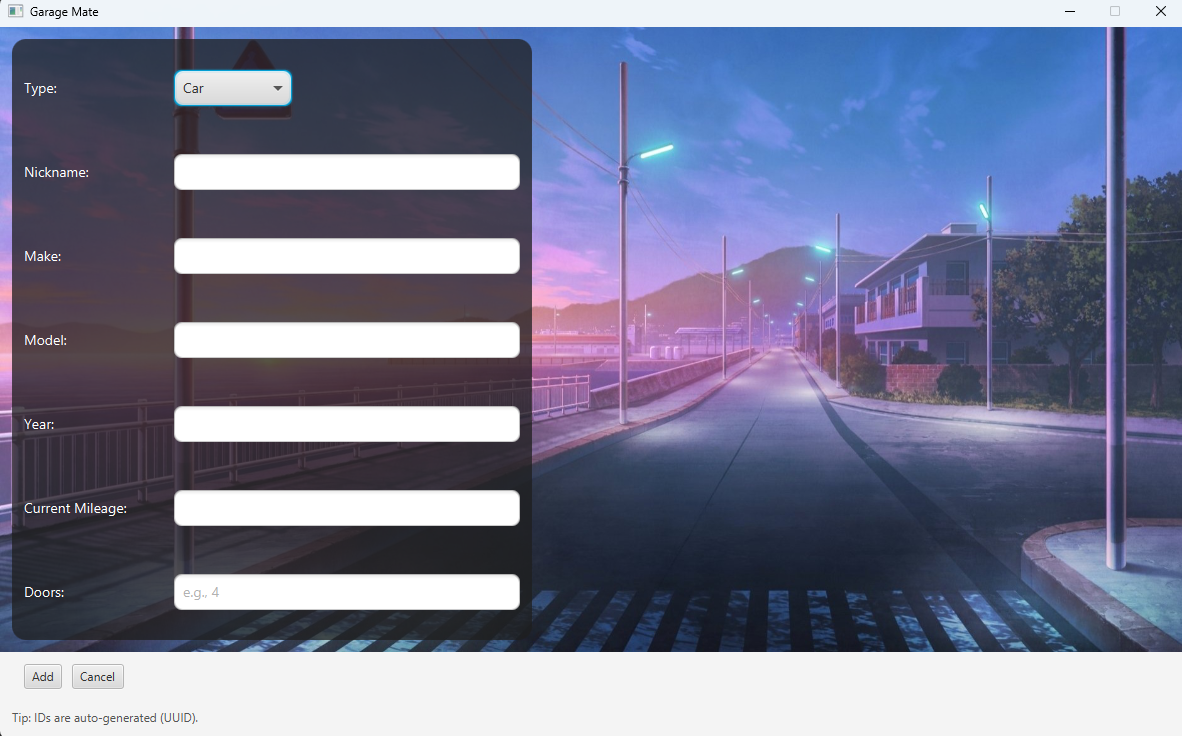 Garage Mate
Type:
Car
Nickname:
Make:
Model:
Year:
Current Mileage:
Doors:
e.g., 4
Add
Cancel
Tip: IDs are auto-generated (UUID).